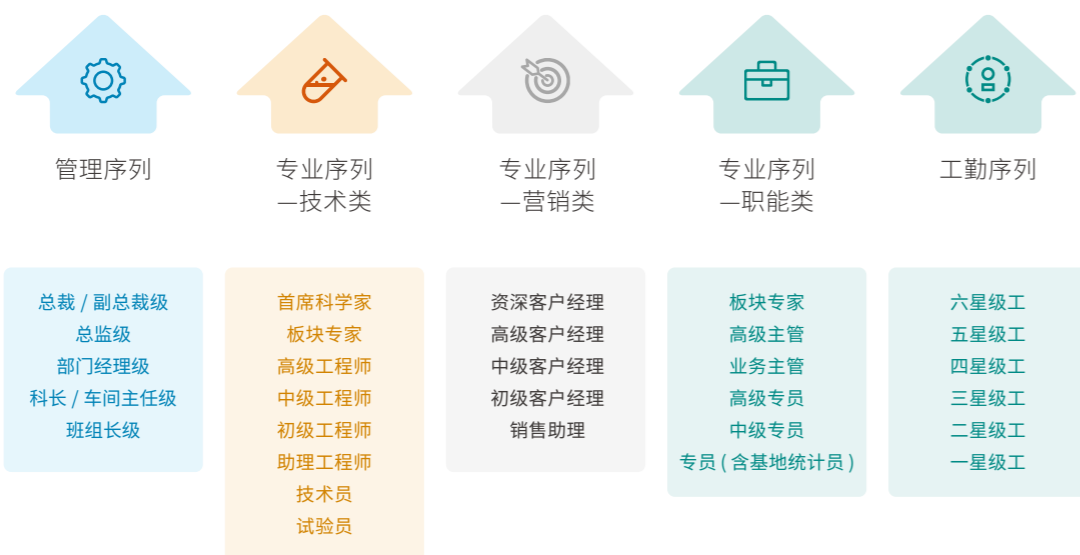 管理序列
专业序列
—技术类
专业序列
—营销类
专业序列
—职能类
工勤序列
总裁 / 副总裁级
总监级
部门经理级
科长 / 车间主任级
班组长级
首席科学家
板块专家
高级工程师
中级工程师
初级工程师
助理工程师
技术员
试验员
资深客户经理
高级客户经理
中级客户经理
初级客户经理
销售助理
板块专家
高级主管
业务主管
高级专员
中级专员
专员 ( 含基地统计员 )
六星级工
五星级工
四星级工
三星级工
二星级工
一星级工